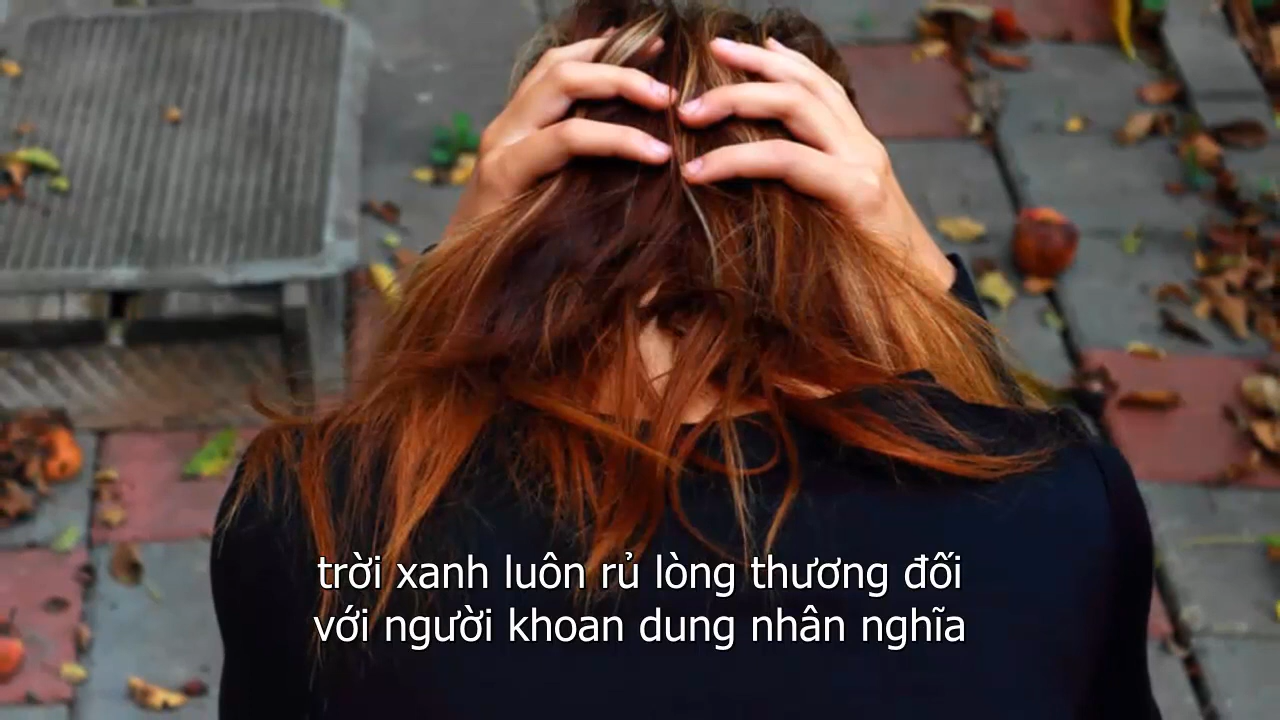 trời xanh luôn rủ lòng thương đối
với người khoan dung nhân nghĩa